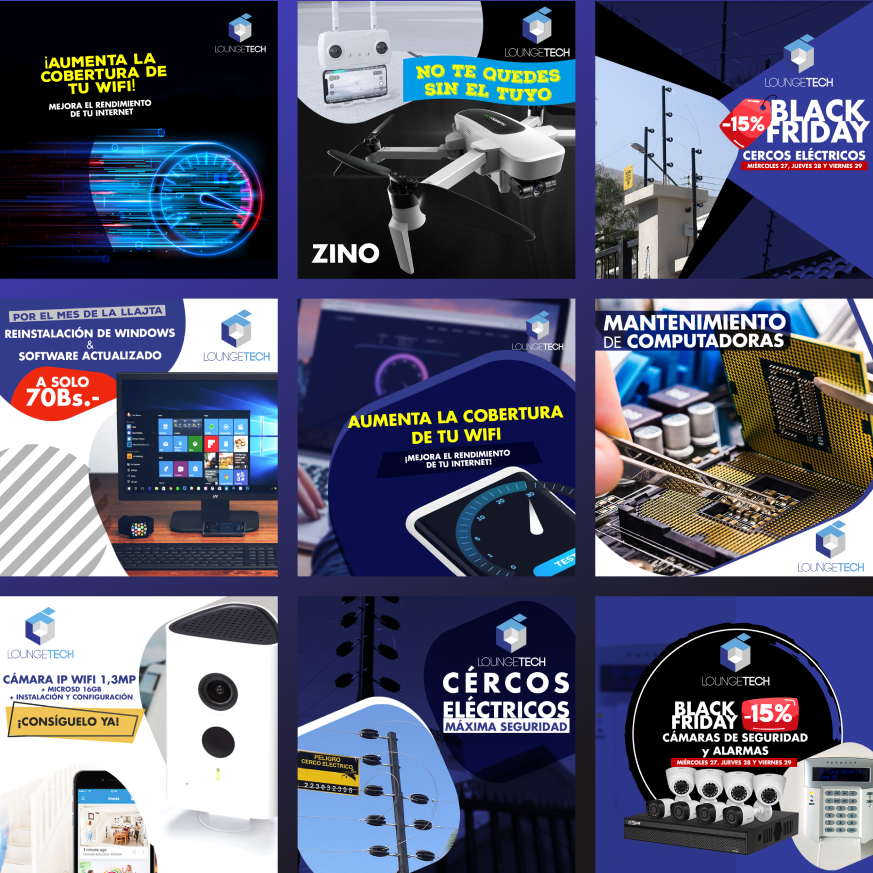 LOUNGETECH
¡AUMENTA LA
COBERTURA DE
TU WIFI!
MEJORA EL RENDIMIENTO
DE TU INTERNET
LOUNGETECH
NO TE QUEDES
SIN EL TUYO
ZINO
LOUNGETECH
-15%
BLACK
FRIDAY
CERCOS ELÉCTRICOS
MIÉRCOLES 27, JUEVES 28 Y VIERNES 29
POR EL MES DE LA LLAJTA
REINSTALACIÓN DE WINDOWS
&
SOFTWARE ACTUALIZADO
LOUNGETECH
A SOLO
70Bs.-
LOUNGETECH
AUMENTA LA COBERTURA
DE TU WIFI
¡MEJORA EL RENDIMIENTO
DE TU INTERNET!
TEST
MANTENIMIENTO
DE COMPUTADORAS
LOUNGETECH
LOUNGETECH
CÁMARA IP WIFI 1,3MP
+ MICROSD 16GB
+ INSTALACIÓN Y CONFIGURACIÓN
¡CONSÍGUELO YA!
LOUNGETECH
CÉRCOS
ELÉCTRICOS
MÁXIMA SEGURIDAD
PELIGRO
CERCO ELECTRICO
LOUNGETECH
BLACK
FRIDAY
-15%
CÁMARAS DE SEGURIDAD
y ALARMAS
MIÉRCOLES 27, JUEVES 28 Y VIERNES 29